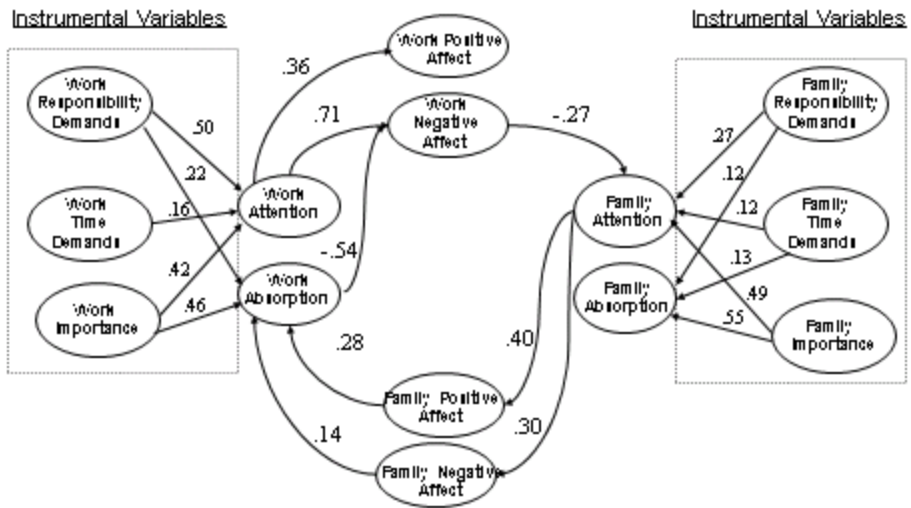 Instrumental Variables
Instrumental Variables
Work Positive
Affect
.36
Work
Responsibility
Demands
.71
Work
Negative
Affect
-.27
Family
Responsibility
Demands
.50
.27
.22
.12
Work
Attention
Family
Attention
Work
Time
Demands
.16
.12
Family
Time
Demands
-.54
.13
.42
Work
Absorption
Family
Absorption
.49
Work
Importance
.46
.55
Family
Importance
.28
.40
Family Positive
Affect
.14
.30
Family Negative
Affect